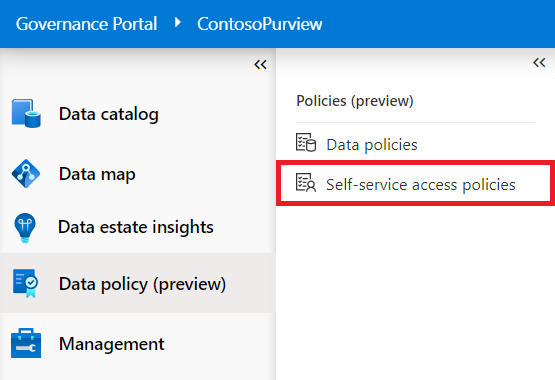 Governance Portal ContosoPurview
Data catalog
Data map
Data estate insights
Data policy (preview)
Management
Policies (preview)
Data policies
Self-service access policies